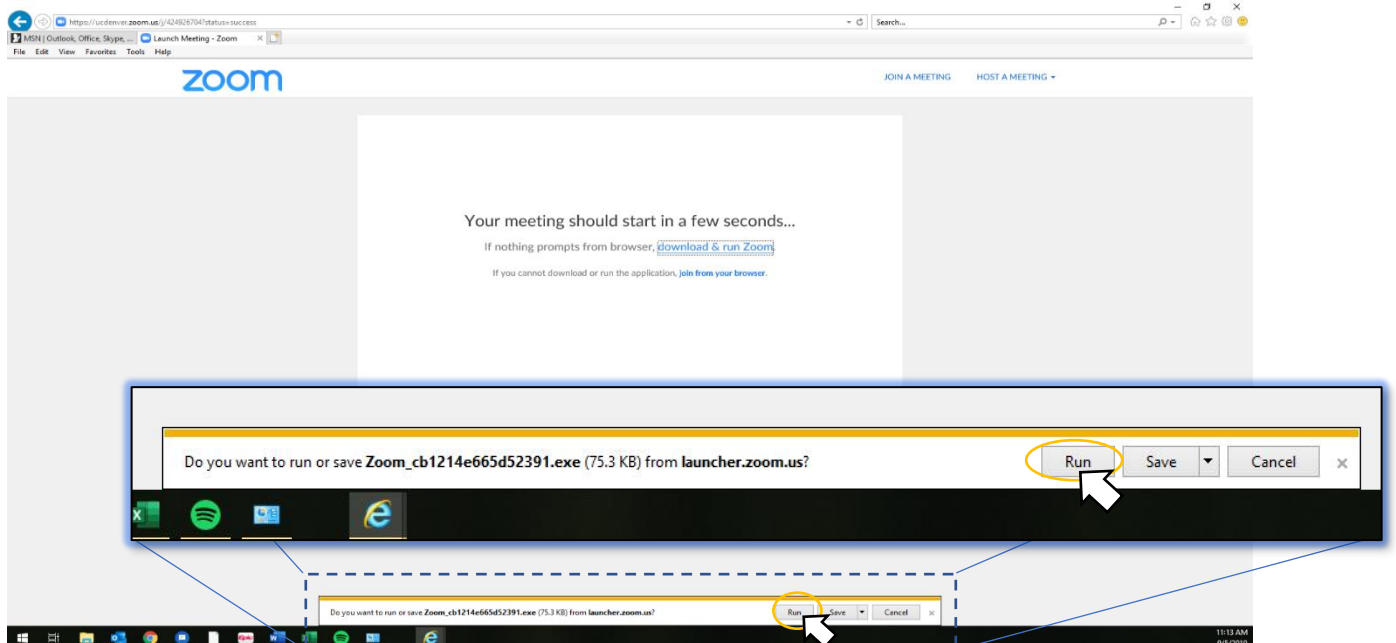 https://ucdenver.zoom.us/j/424926704?status=success
Search...
MSN | Outlook, Office, Skype, ...
Launch Meeting - Zoom
File Edit View Favorites Tools Help
zoom
JOIN A MEETING
HOST A MEETING
Your meeting should start in a few seconds...
If nothing prompts from browser, download & run Zoom.
If you cannot download or run the application, join from your browser.
Do you want to run or save Zoom_cb1214e665d52391.exe (75.3 KB) from launcher.zoom.us?
Run Save Cancel
Do you want to run or save Zoom_cb1214e665d52391.exe (75.3 KB) from launcher.zoom.us?
Run Save Cancel
11:13 AM